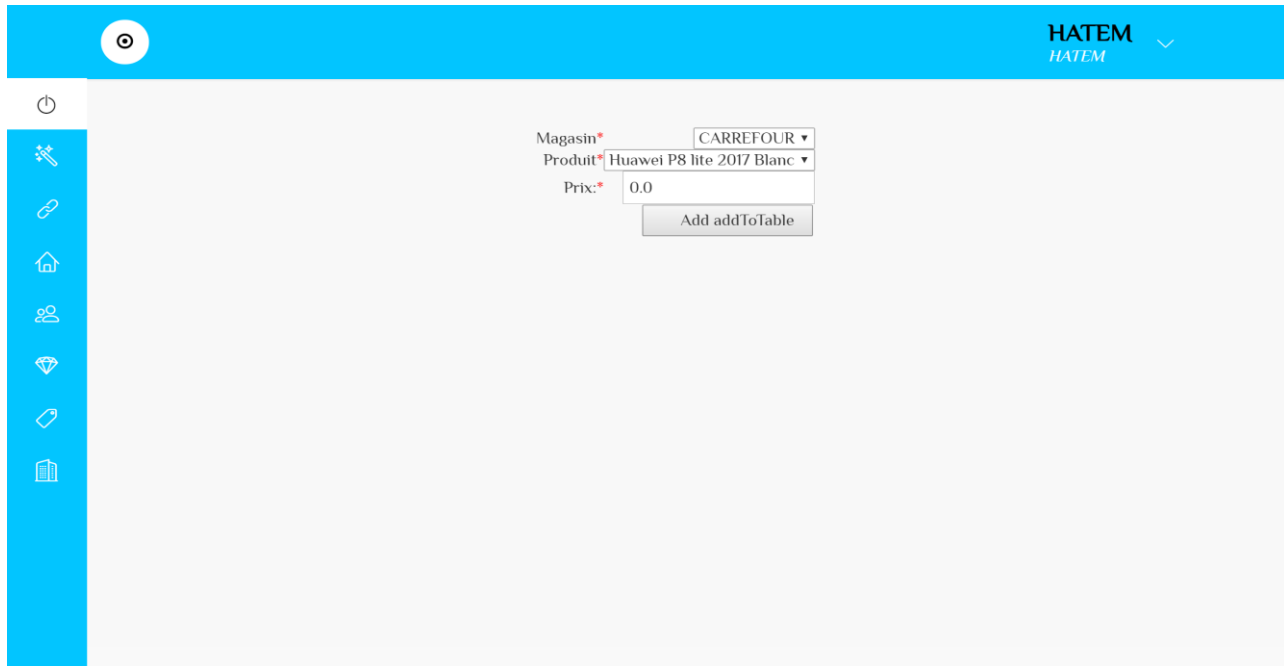 HATEM
HATEM
Magasin* CARREFOUR
Produit* Huawei P8 lite 2017 Blanc
Prix:* 0.0
Add addToTable